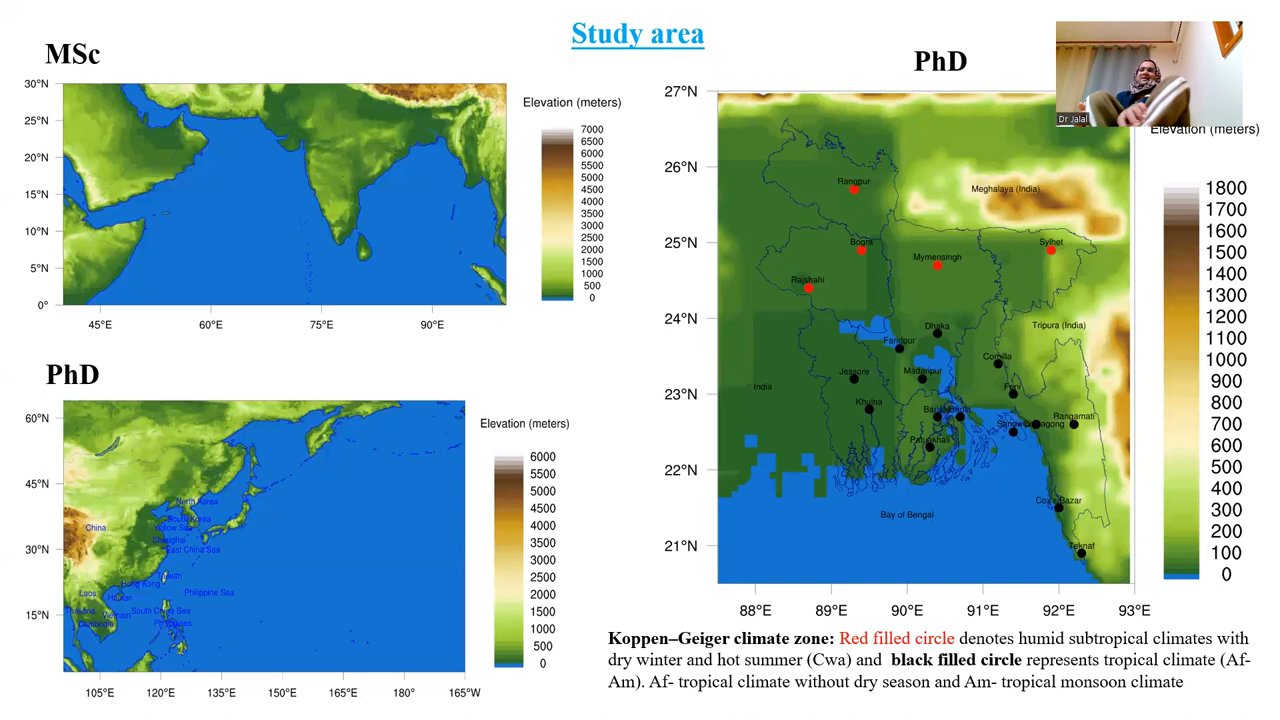 Study area
MSc
30°N
25°N
20°N
15°N
10°N
5°N
0°
45°E 60°E 75°E 90°E
Elevation (meters)
7000
6500
6000
5500
5000
4500
4000
3500
3000
2500
2000
1500
1000
500
0
PhD
60°N
45°N
30°N
15°N
105°E 120°E 135°E 150°E 165°E 180° 165°W
North Korea
South Korea
China
Yellow Sea
Shanghai
East China Sea
Taiwan
Hong Kong
Laos
Hainan
Philippine Sea
Thailand
Vietnam
South China Sea
Cambodia
Philippines
Elevation (meters)
6000
5500
5000
4500
4000
3500
3000
2500
2000
1500
1000
500
0
PhD
Dr Jalal
Elevation (meters)
27°N
26°N
25°N
24°N
23°N
22°N
21°N
88°E 89°E 90°E 91°E 92°E 93°E
Rangpur
Meghalaya (India)
Bogra
Sylhet
Mymensingh
Rajshahi
Dhaka
Tripura (India)
Faridpur
Comilla
Jessore
Madaripur
India
Feni
Khulna
Bhola
Rangamati
Patuakhali
Cox's Bazar
Bay of Bengal
Teknaf
1800
1700
1600
1500
1400
1300
1200
1100
1000
900
800
700
600
500
400
300
200
100
0
Koppen–Geiger climate zone: Red filled circle denotes humid subtropical climates with
dry winter and hot summer (Cwa) and black filled circle represents tropical climate (Af-
Am). Af- tropical climate without dry season and Am- tropical monsoon climate